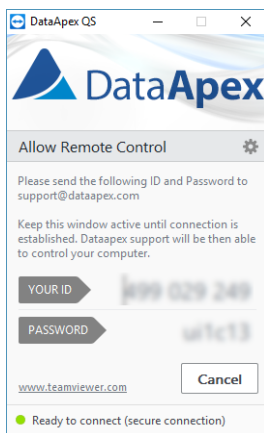 DataApex QS
DataApex
Allow Remote Control
Please send the following ID and Password to
support@dataapex.com
Keep this window active until connection is
established. Dataapex support will be then able
to control your computer.
YOUR ID
PASSWORD
Cancel
www.teamviewer.com
Ready to connect (secure connection)